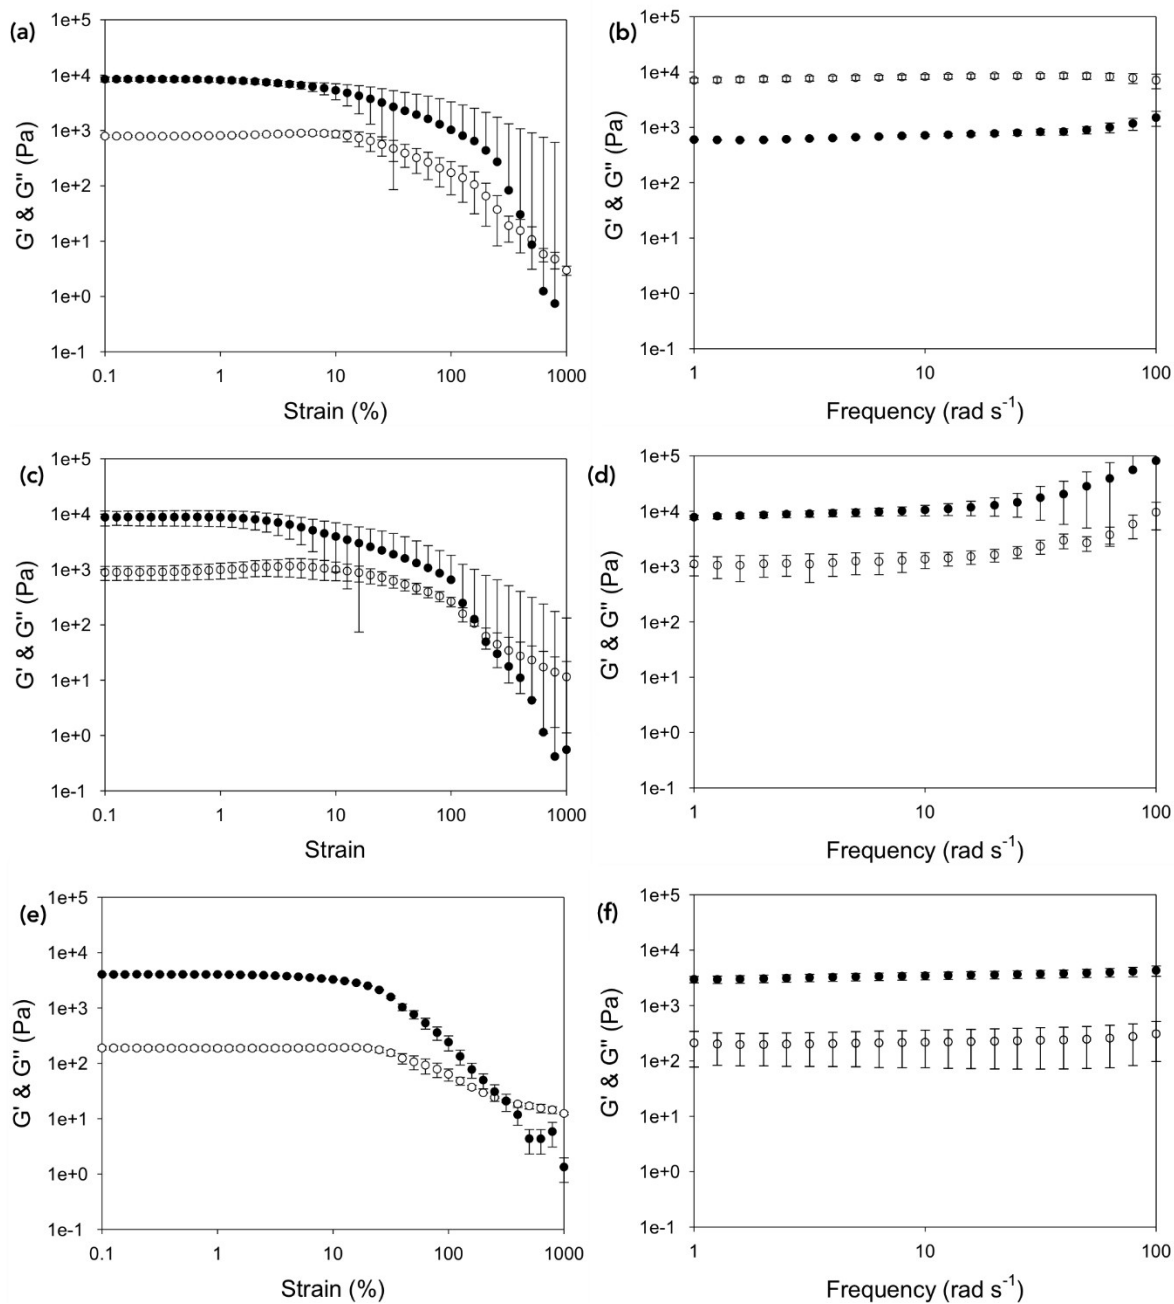 (a)
1e+5
1e+4
1e+3
1e+2
1e+1
1e+0
1e-1
G' & G" (Pa)
0.1 1 10 100 1000
Strain (%)
(b)
1e+5
1e+4
1e+3
1e+2
1e+1
1e+0
1e-1
G' & G" (Pa)
1 10 100
Frequency (rad s⁻¹)
(c)
1e+5
1e+4
1e+3
1e+2
1e+1
1e+0
1e-1
G' & G" (Pa)
0.1 1 10 100 1000
Strain
(d)
1e+5
1e+4
1e+3
1e+2
1e+1
1e+0
1e-1
G' & G" (Pa)
1 10 100
Frequency (rad s⁻¹)
(e)
1e+5
1e+4
1e+3
1e+2
1e+1
1e+0
1e-1
G' & G" (Pa)
0.1 1 10 100 1000
Strain (%)
(f)
1e+5
1e+4
1e+3
1e+2
1e+1
1e+0
1e-1
G' & G" (Pa)
1 10 100
Frequency (rad s⁻¹)